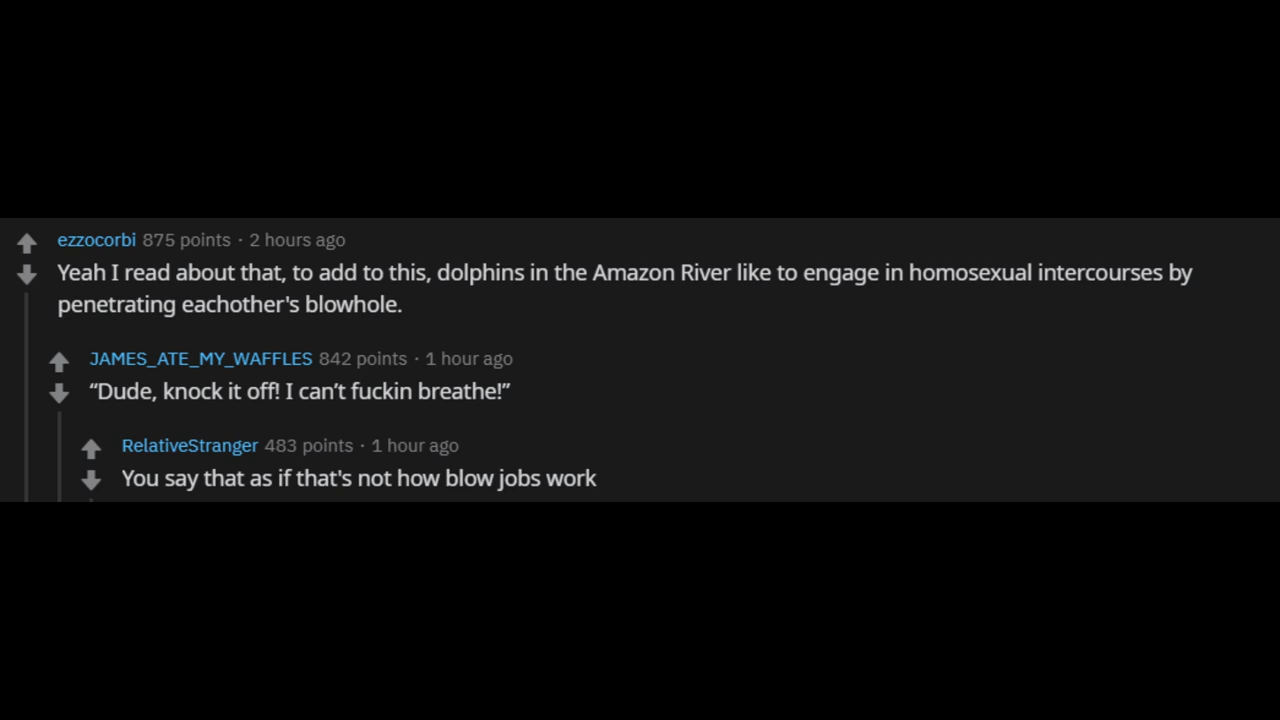 ezzocorbi 875 points · 2 hours ago
Yeah I read about that, to add to this, dolphins in the Amazon River like to engage in homosexual intercourses by
penetrating eachother's blowhole.
JAMES_ATE_MY_WAFFLES 842 points · 1 hour ago
“Dude, knock it off! I can’t fuckin breathe!”
RelativeStranger 483 points · 1 hour ago
You say that as if that's not how blow jobs work